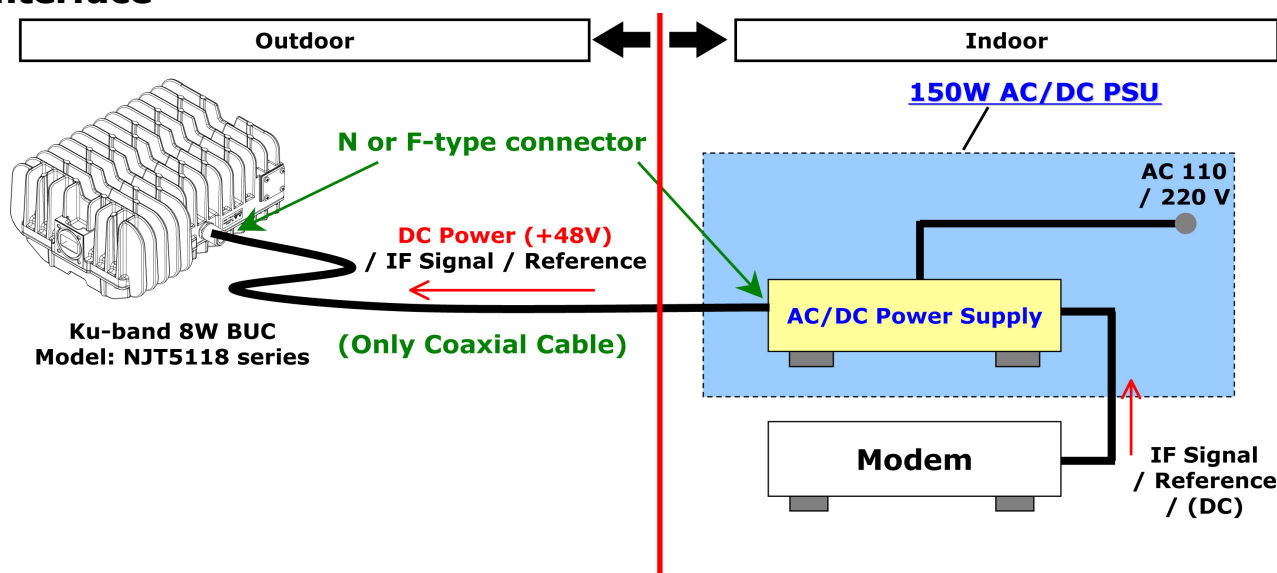 Outdoor
Indoor
150W AC/DC PSU
N or F-type connector
AC 110
/ 220 V
DC Power (+48V)
/ IF Signal / Reference
AC/DC Power Supply
Ku-band 8W BUC
Model: NJT5118 series
(Only Coaxial Cable)
Modem
IF Signal
/ Reference
/ (DC)